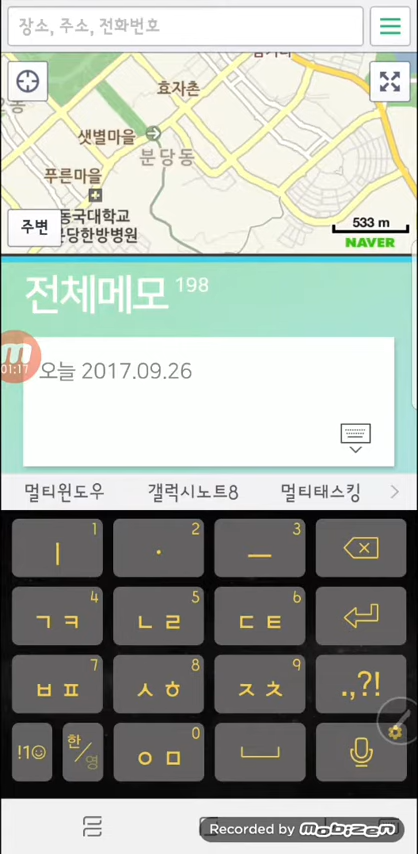 장소, 주소, 전화번호
효자촌
샛별마을
분당동
푸른마을
동국대학교
분당한방병원
주변
533 m
NAVER
전체메모 198
01:17
오늘 2017.09.26
멀티윈도우 갤럭시노트8 멀티태스킹
ㅣ 1 · 2 ㅡ 3
ㄱㅋ 4 ㄴㄹ 5 ㄷㅌ 6
ㅂㅍ 7 ㅅㅎ 8 ㅈㅊ 9 .,?!
!1☺ 한/영 ㅇㅁ 0
Recorded by mobizen